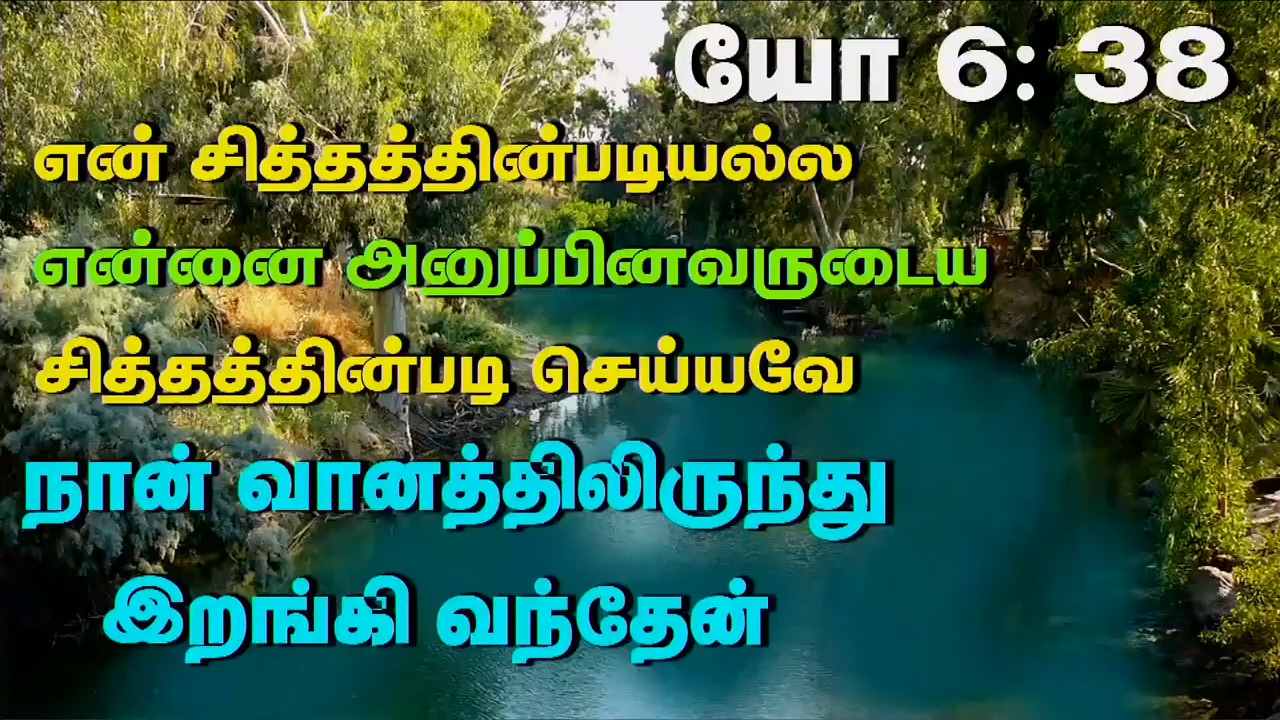 யோ 6: 38
என் சித்தத்தின்படியல்ல
என்னை அனுப்பினவருடைய
சித்தத்தின்படி செய்யவே
நான் வானத்திலிருந்து
இறங்கி வந்தேன்